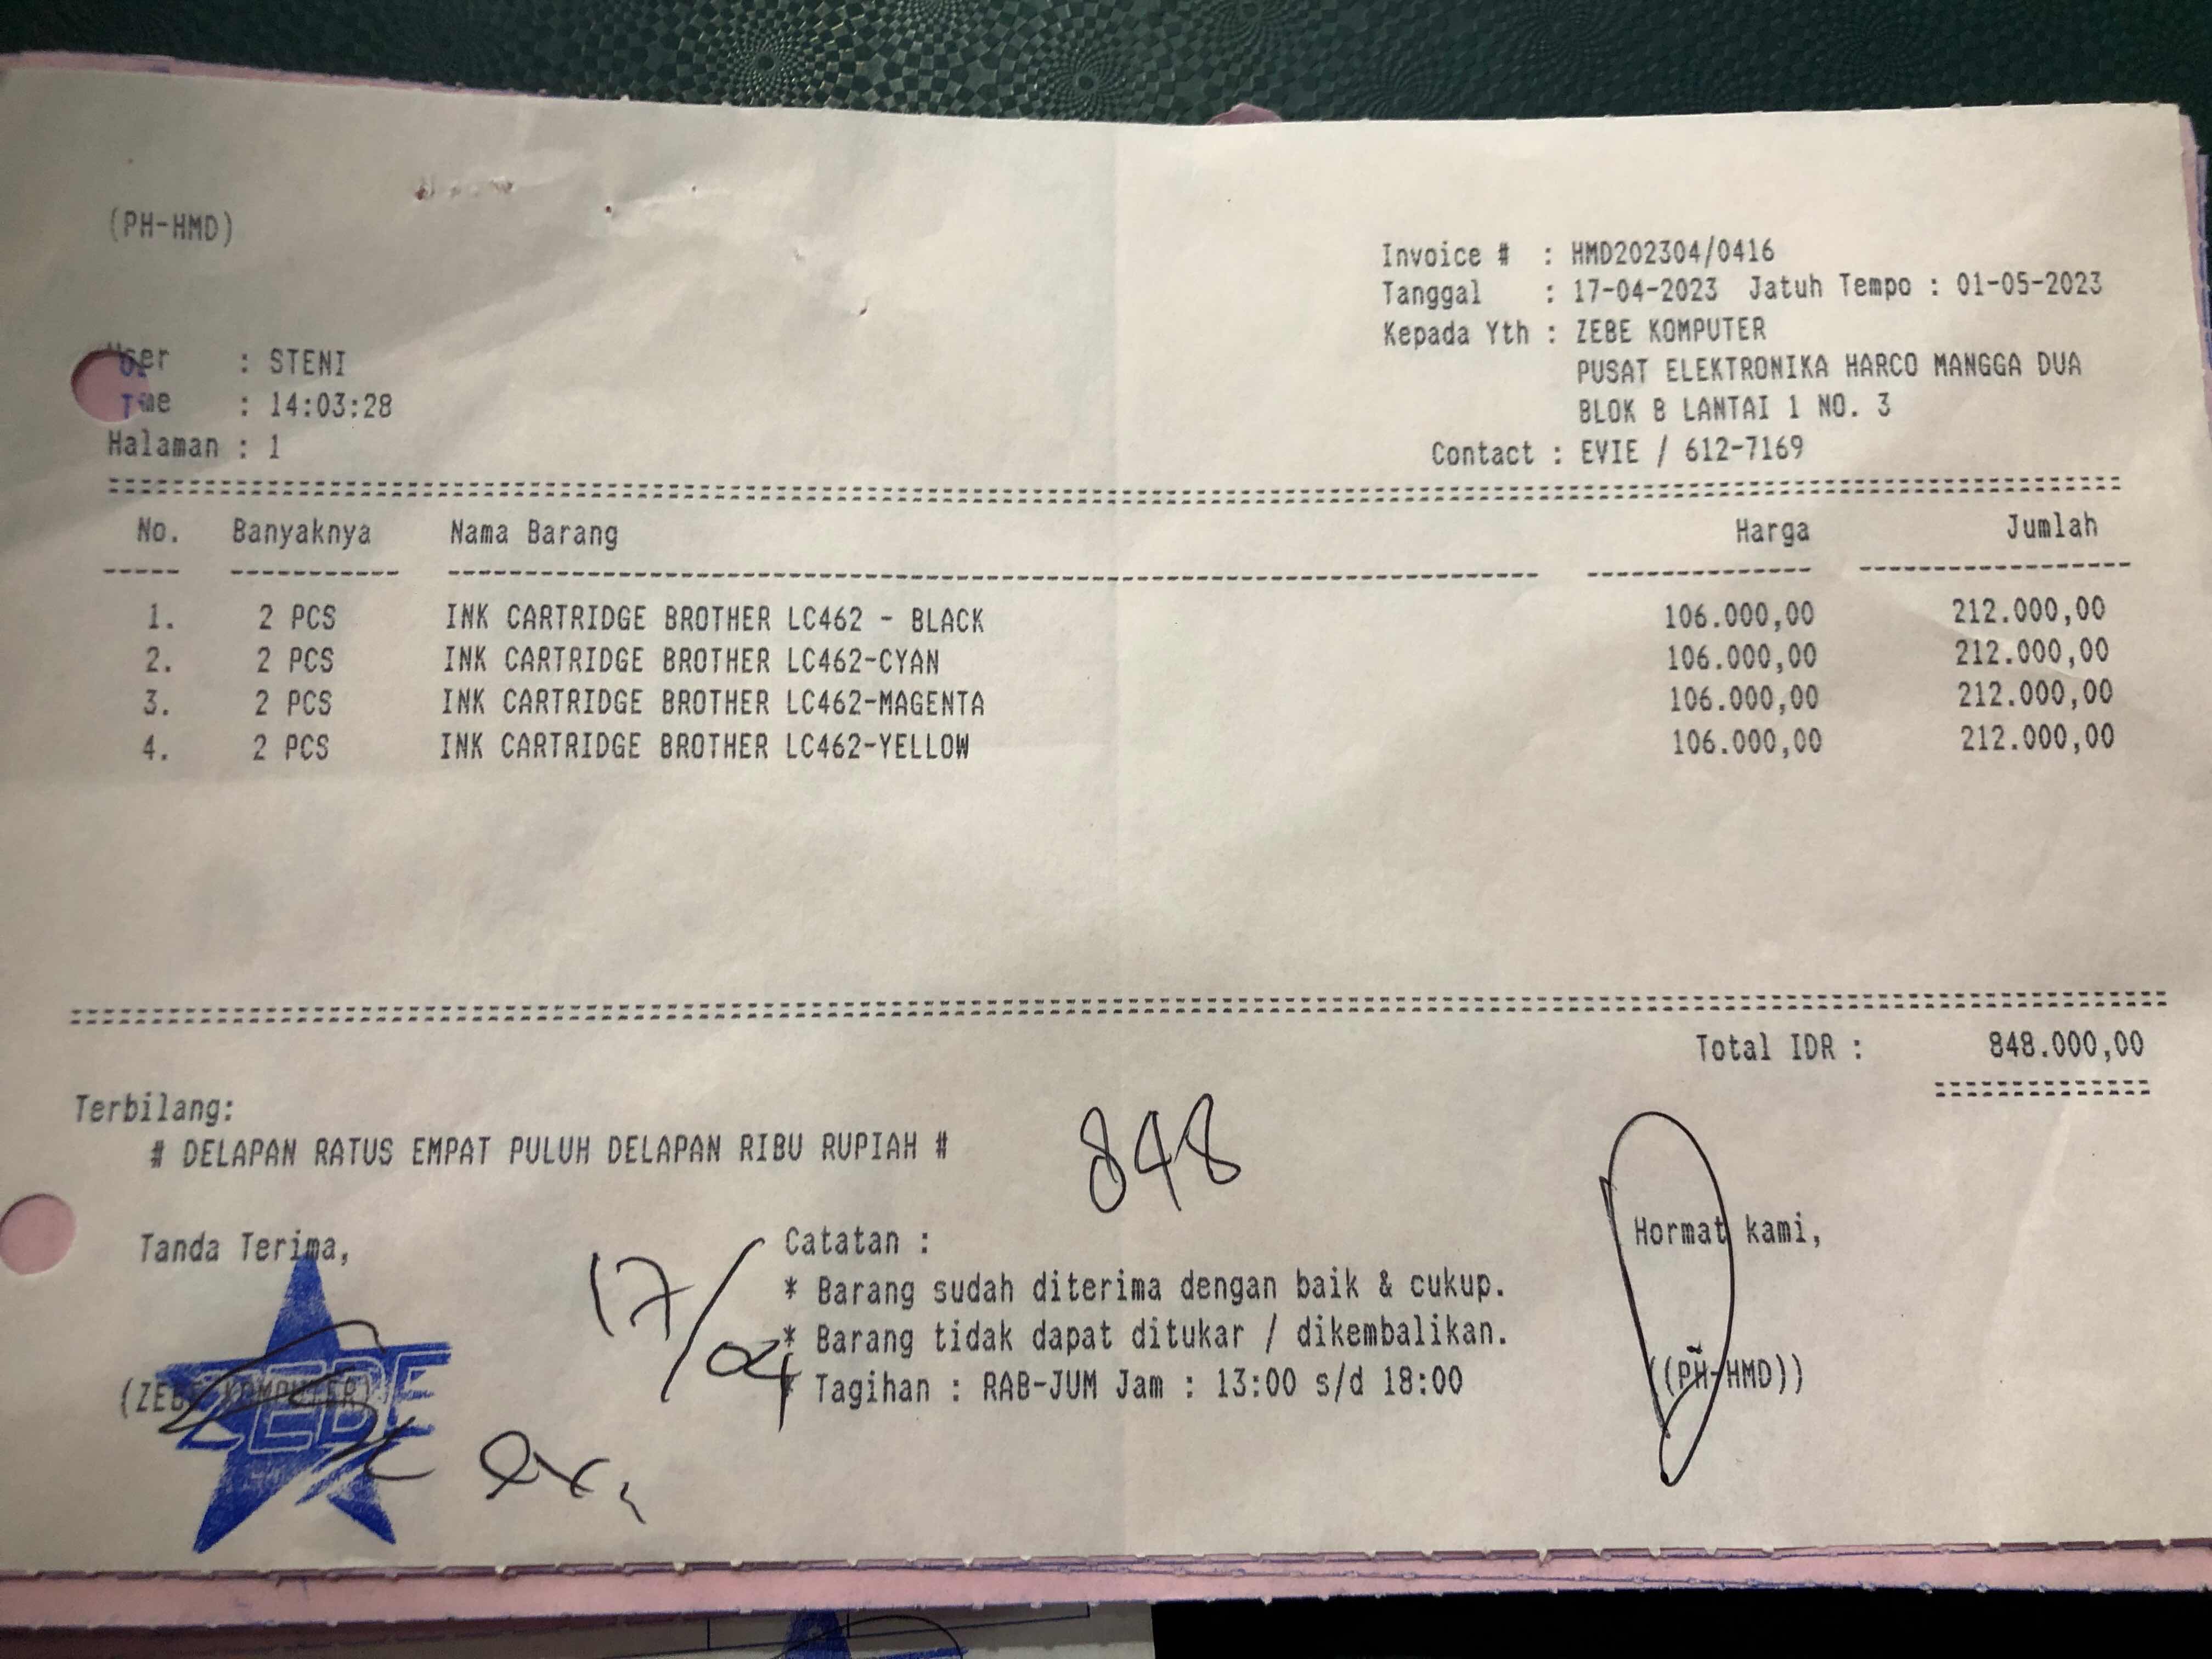 (PH-HMD)
Invoice # : HMD202304/0416
Tanggal : 17-04-2023 Jatuh Tempo : 01-05-2023
Kepada Yth : ZEBE KOMPUTER
PUSAT ELEKTRONIKA HARCO MANGGA DUA
BLOK B LANTAI 1 NO. 3
Contact : EVIE / 612-7169
User : STENI
Time : 14:03:28
Halaman : 1
No. Banyaknya Nama Barang Harga Jumlah
1. 2 PCS INK CARTRIDGE BROTHER LC462 - BLACK 106.000,00 212.000,00
2. 2 PCS INK CARTRIDGE BROTHER LC462-CYAN 106.000,00 212.000,00
3. 2 PCS INK CARTRIDGE BROTHER LC462-MAGENTA 106.000,00 212.000,00
4. 2 PCS INK CARTRIDGE BROTHER LC462-YELLOW 106.000,00 212.000,00
Total IDR : 848.000,00
Terbilang:
# DELAPAN RATUS EMPAT PULUH DELAPAN RIBU RUPIAH #
848
Tanda Terima,
17/04
Catatan :
* Barang sudah diterima dengan baik & cukup.
* Barang tidak dapat ditukar / dikembalikan.
* Tagihan : RAB-JUM Jam : 13:00 s/d 18:00
Hormat kami,
((PH-HMD))
(ZEBE KOMPUTER)
ZEBE